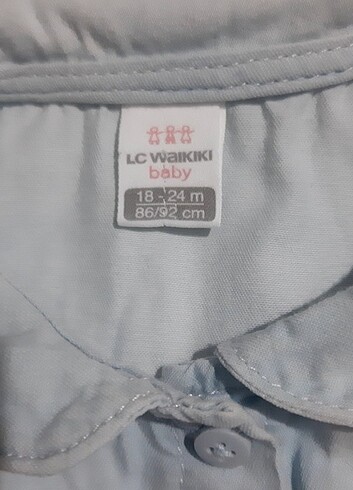 LC WAIKIKI
baby
18 - 24 m
86/92 cm